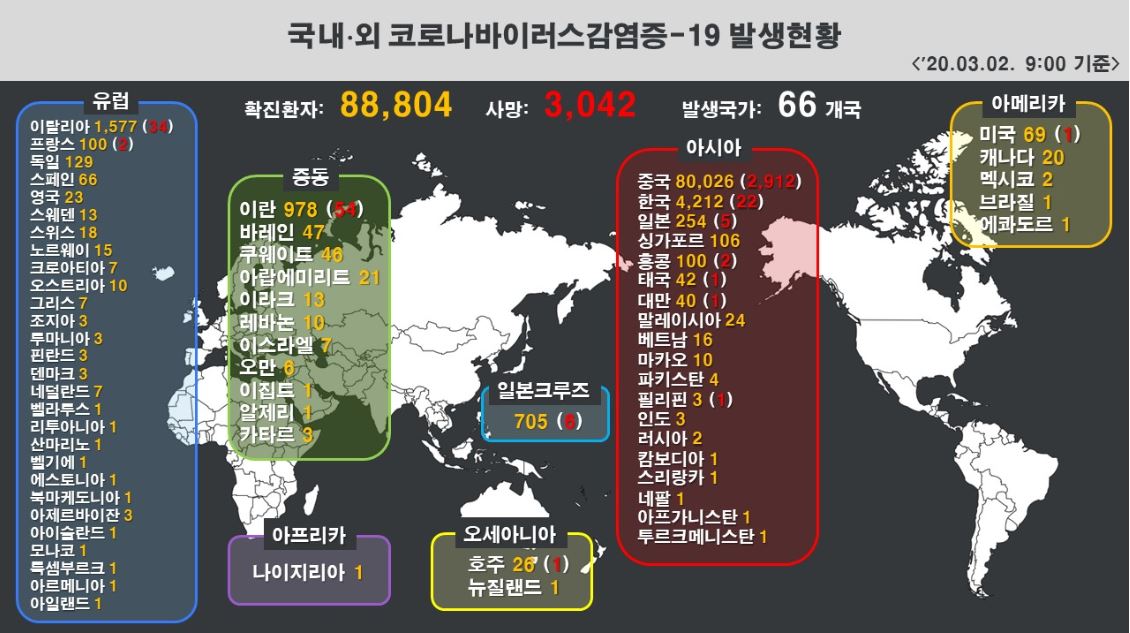 국내·외 코로나바이러스감염증-19 발생현황
<'20.03.02. 9:00 기준>
확진환자: 88,804 사망: 3,042 발생국가: 66 개국
유럽
이탈리아 1,577 (34)
프랑스 100 (2)
독일 129
스페인 66
영국 23
스웨덴 13
스위스 18
노르웨이 15
크로아티아 7
오스트리아 10
그리스 7
조지아 3
루마니아 3
핀란드 3
덴마크 3
네덜란드 7
벨라루스 1
리투아니아 1
산마리노 1
벨기에 1
에스토니아 1
북마케도니아 1
아제르바이잔 3
아이슬란드 1
모나코 1
룩셈부르크 1
아르메니아 1
아일랜드 1
중동
이란 978 (54)
바레인 47
쿠웨이트 46
아랍에미리트 21
이라크 13
레바논 10
이스라엘 7
오만 6
이집트 1
알제리 1
카타르 3
아프리카
나이지리아 1
일본크루즈
705 (6)
오세아니아
호주 26 (1)
뉴질랜드 1
아시아
중국 80,026 (2,912)
한국 4,212 (22)
일본 254 (5)
싱가포르 106
홍콩 100 (2)
태국 42 (1)
대만 40 (1)
말레이시아 24
베트남 16
마카오 10
파키스탄 4
필리핀 3 (1)
인도 3
러시아 2
캄보디아 1
스리랑카 1
네팔 1
아프가니스탄 1
투르크메니스탄 1
아메리카
미국 69 (1)
캐나다 20
멕시코 2
브라질 1
에콰도르 1